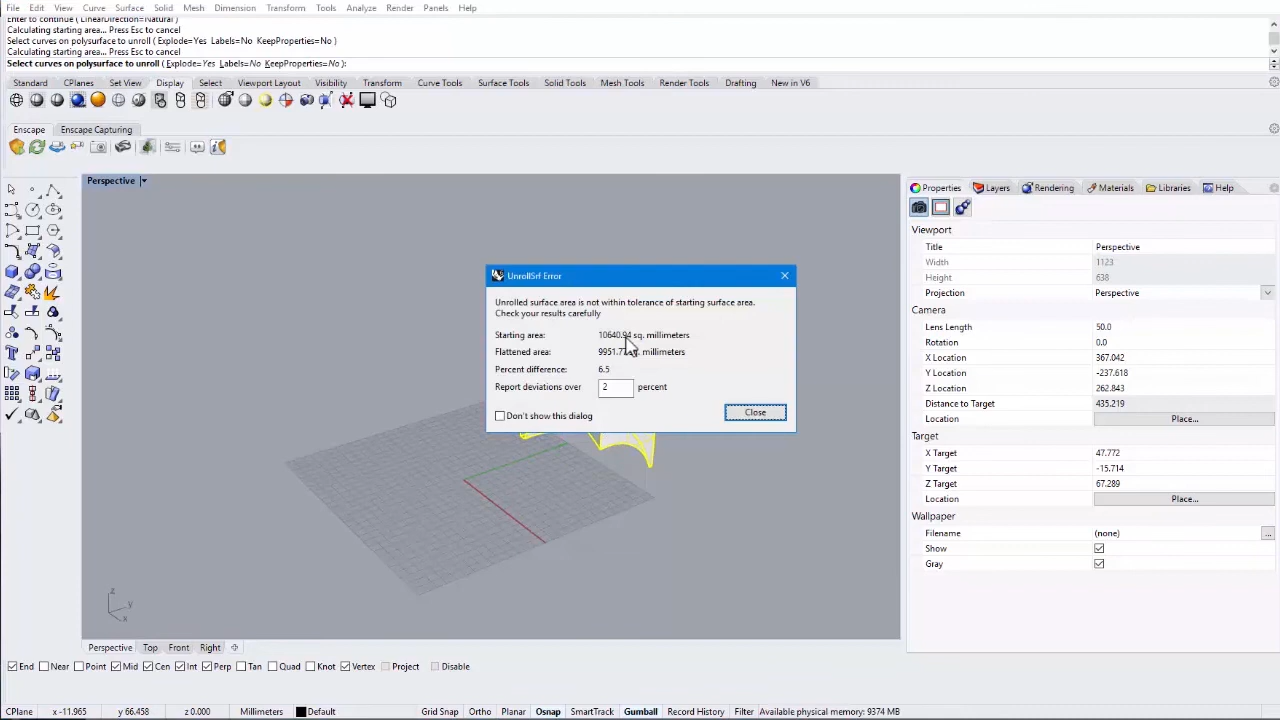 File Edit View Curve Surface Solid Mesh Dimension Transform Tools Analyze Render Panels Help
Enter to continue ( LinearDirection=Natural )
Calculating starting area... Press Esc to cancel
Select curves on polysurface to unroll ( Explode=Yes Labels=No KeepProperties=No )
Calculating starting area... Press Esc to cancel
Select curves on polysurface to unroll ( Explode=Yes Labels=No KeepProperties=No ):
Standard CPlanes Set View Display Select Viewport Layout Visibility Transform Curve Tools Surface Tools Solid Tools Mesh Tools Render Tools Drafting New in V6
Enscape Enscape Capturing
Perspective
UnrollSrf Error
Unrolled surface area is not within tolerance of starting surface area.
Check your results carefully
Starting area: 10640.94 sq. millimeters
Flattened area: millimeters
Percent difference: 6.5
Report deviations over 2 percent
Don't show this dialog
Close
z
y
x
Properties Layers Rendering Materials Libraries Help
Viewport
Title Perspective
Width 1123
Height 638
Projection Perspective
Camera
Lens Length 50.0
Rotation 0.0
X Location 367.042
Y Location -237.618
Z Location 262.843
Distance to Target 435.219
Location Place...
Target
X Target 47.772
Y Target -15.714
Z Target 67.289
Location Place...
Wallpaper
Filename (none) ...
Show
Gray
Perspective Top Front Right
End Near Point Mid Cen Int Perp Tan Quad Knot Vertex Project Disable
CPlane x -11.965 y 66.458 z 0.000 Millimeters Default Grid Snap Ortho Planar Osnap SmartTrack Gumball Record History Filter Available physical memory: 9374 MB